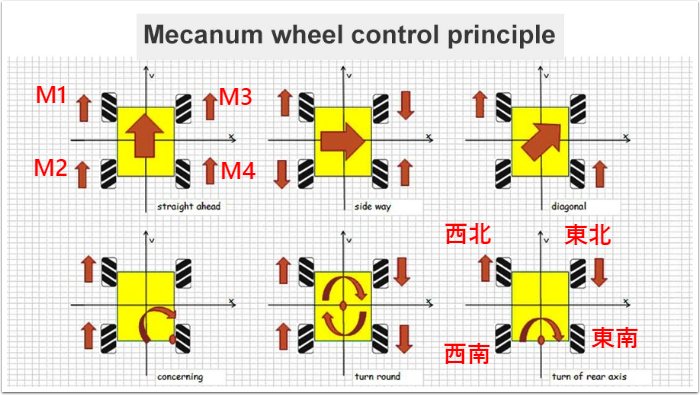 Mecanum wheel control principle
M1
M3
M2
M4
v
x
straight ahead
v
x
side way
v
x
diagonal
西北
東北
v
x
concerning
v
x
turn round
v
x
西南
東南
turn of rear axis